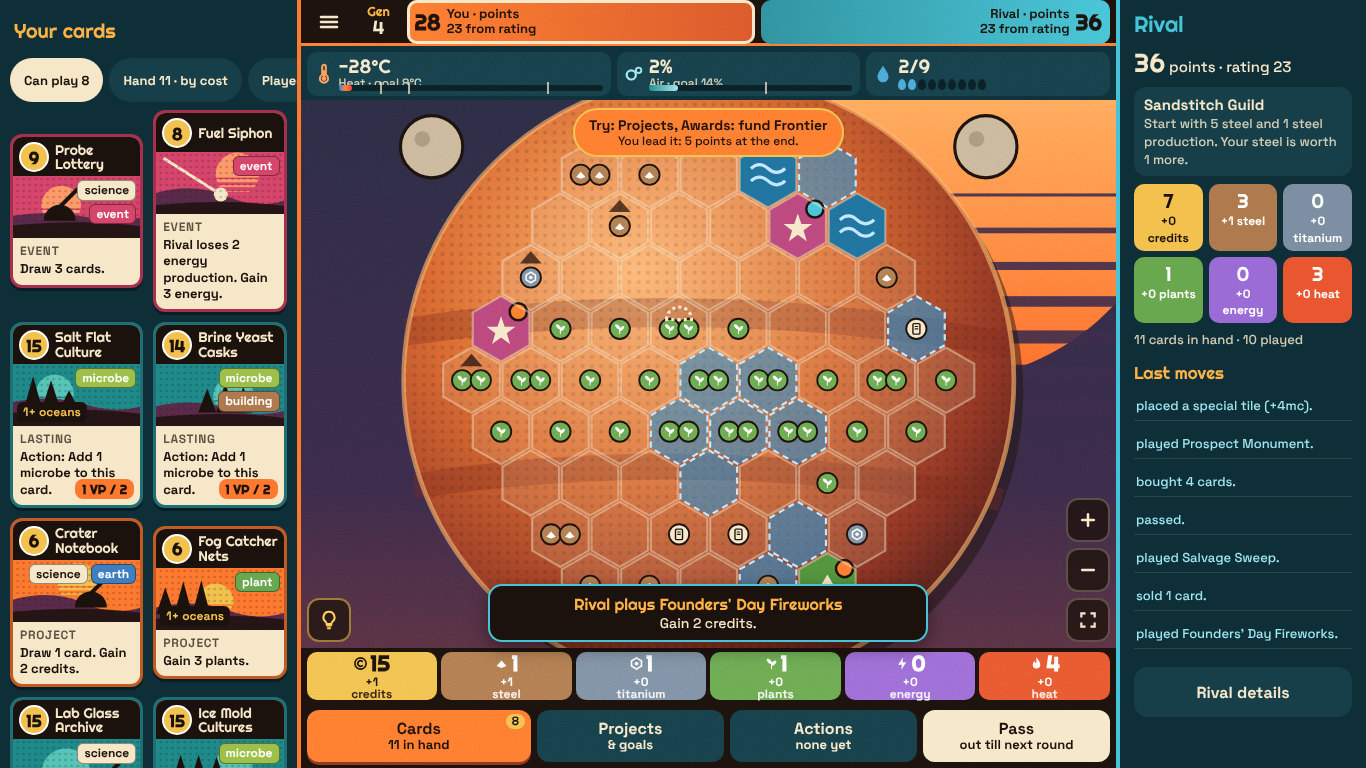 Your cards
Can play 8
Hand 11 · by cost
Playe
9
Probe
Lottery
science
event
EVENT
Draw 3 cards.
8
Fuel Siphon
event
EVENT
Rival loses 2
energy
production. Gain
3 energy.
15
Salt Flat
Culture
microbe
1+ oceans
LASTING
Action: Add 1
microbe to this
card.
1 VP / 2
14
Brine Yeast
Casks
microbe
building
LASTING
Action: Add 1
microbe to this
card.
1 VP / 2
6
Crater
Notebook
science
earth
PROJECT
Draw 1 card. Gain
2 credits.
6
Fog Catcher
Nets
plant
1+ oceans
PROJECT
Gain 3 plants.
15
Lab Glass
Archive
science
15
Ice Mold
Cultures
microbe
Gen
4
28
You · points
23 from rating
Rival · points
23 from rating
36
-28°C
Heat · goal 8°C
2%
Air · goal 14%
2/9
Try: Projects, Awards: fund Frontier
You lead it: 5 points at the end.
Rival plays Founders' Day Fireworks
Gain 2 credits.
15
+1
credits
1
+1
steel
1
+0
titanium
1
+0
plants
0
+0
energy
4
+0
heat
Cards
11 in hand
8
Projects
& goals
Actions
none yet
Pass
out till next round
Rival
36 points · rating 23
Sandstitch Guild
Start with 5 steel and 1 steel
production. Your steel is worth
1 more.
7
+0
credits
3
+1 steel
0
+0
titanium
1
+0 plants
0
+0
energy
3
+0 heat
11 cards in hand · 10 played
Last moves
placed a special tile (+4mc).
played Prospect Monument.
bought 4 cards.
passed.
played Salvage Sweep.
sold 1 card.
played Founders' Day Fireworks.
Rival details